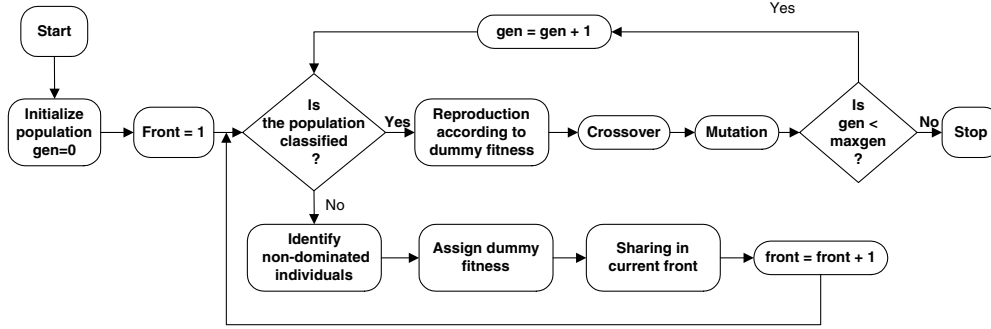 Yes
Start
gen = gen + 1
Initialize
population
gen=0
Front = 1
Is
the population
classified
?
Yes
Reproduction
according to
dummy fitness
Crossover
Mutation
Is
gen <
maxgen
?
No
Stop
No
Identify
non-dominated
individuals
Assign dummy
fitness
Sharing in
current front
front = front + 1